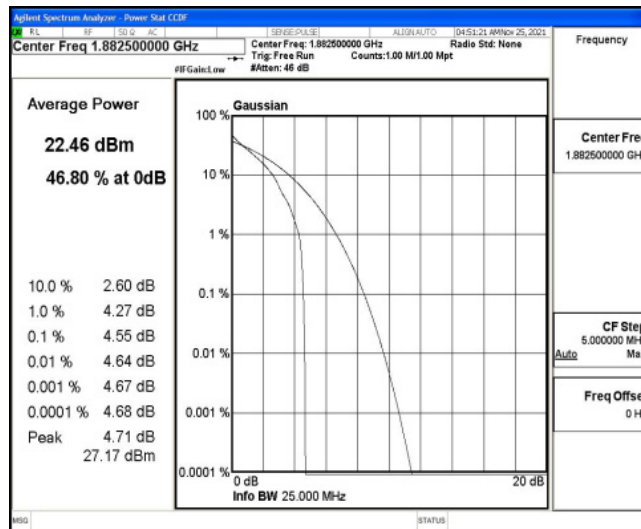 Agilent Spectrum Analyzer - Power Stat CCDF
RL RF 50 Ω AC SENSE:PULSE ALIGN AUTO 04:51:21 AM Nov 25, 2021
Center Freq 1.882500000 GHz
Center Freq: 1.882500000 GHz Radio Std: None
Trig: Free Run Counts:1.00 M/1.00 Mpt
#IFGain:Low #Atten: 46 dB
Frequency
Average Power
22.46 dBm
46.80 % at 0dB
10.0 % 2.60 dB
1.0 % 4.27 dB
0.1 % 4.55 dB
0.01 % 4.64 dB
0.001 % 4.67 dB
0.0001 % 4.68 dB
Peak 4.71 dB
27.17 dBm
Gaussian
100 %
10 %
1 %
0.1 %
0.01 %
0.001 %
0.0001 %
0 dB 20 dB
Info BW 25.000 MHz
Center Fre
1.882500000 GH
CF Step
5.000000 MH
Auto Ma
Freq Offse
0 H
MSG STATUS